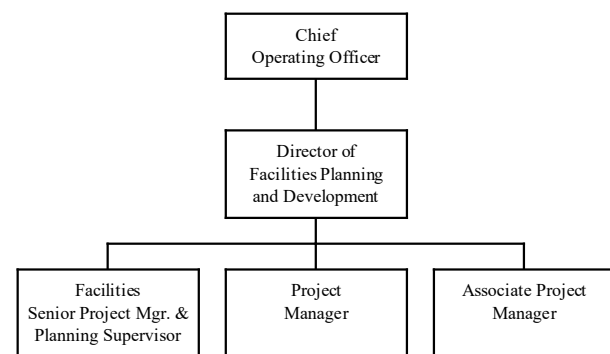 Chief
Operating Officer
Director of
Facilities Planning
and Development
Facilities
Senior Project Mgr. &
Planning Supervisor
Project
Manager
Associate Project
Manager